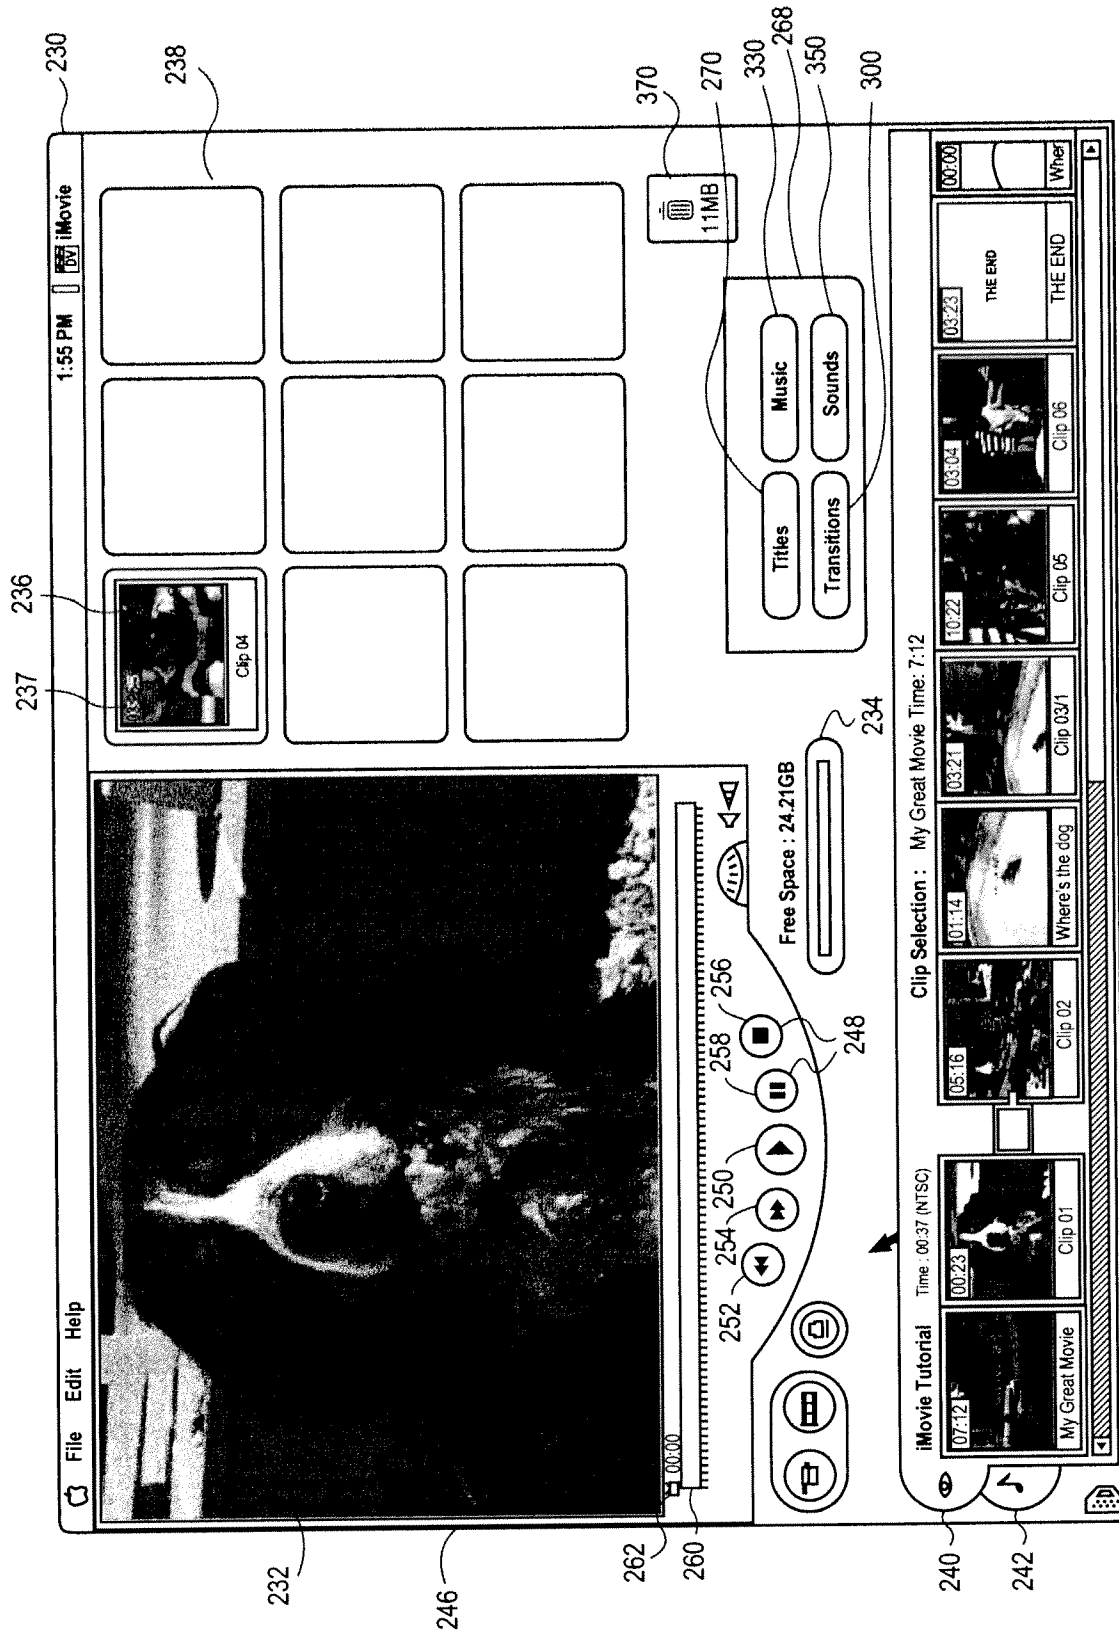 230
File Edit Help
1:55 PM
DV
iMovie
238
236
237
Clip 04
232
246
262
00:00
260
370
11MB
252
254
250
258
256
248
Free Space : 24.21GB
234
270
330
268
350
300
Titles
Music
Transitions
Sounds
240
242
iMovie Tutorial
Time : 00:37 (NTSC)
Clip Selection : My Great Movie Time: 7:12
07:12
My Great Movie
00:23
Clip 01
05:16
Clip 02
01:14
Where's the dog
03:21
Clip 03/1
10:22
Clip 05
03:04
Clip 06
03:23
THE END
THE END
00:00
Wher